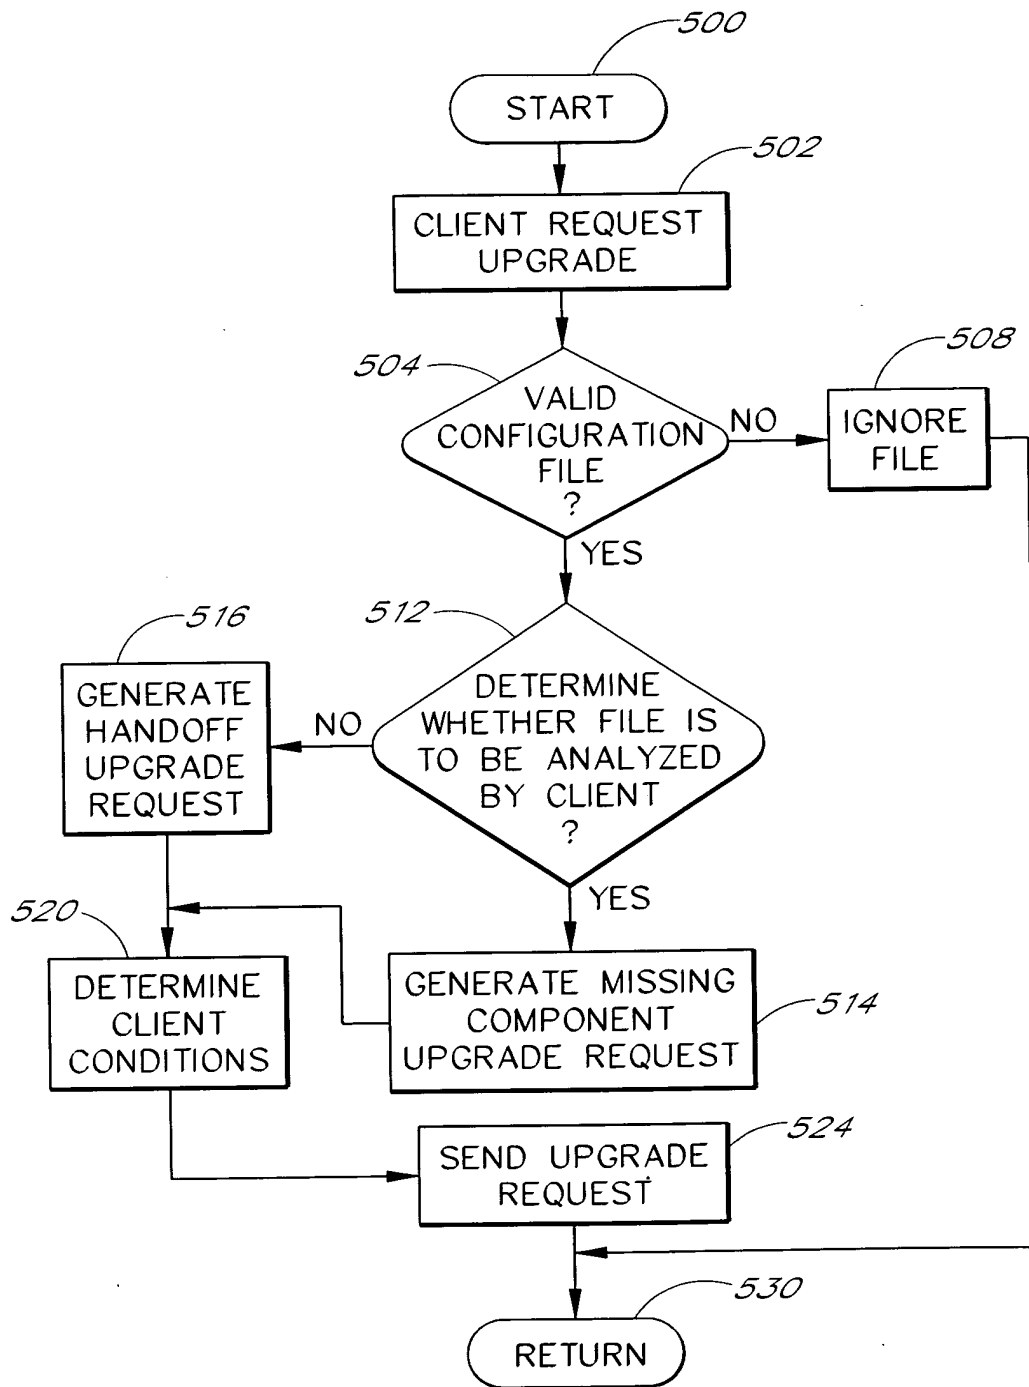 500
START
502
CLIENT REQUEST
UPGRADE
504
VALID
CONFIGURATION
FILE
?
NO
508
IGNORE
FILE
YES
512
DETERMINE
WHETHER FILE IS
TO BE ANALYZED
BY CLIENT
?
NO
516
GENERATE
HANDOFF
UPGRADE
REQUEST
YES
514
GENERATE MISSING
COMPONENT
UPGRADE REQUEST
520
DETERMINE
CLIENT
CONDITIONS
524
SEND UPGRADE
REQUEST
530
RETURN